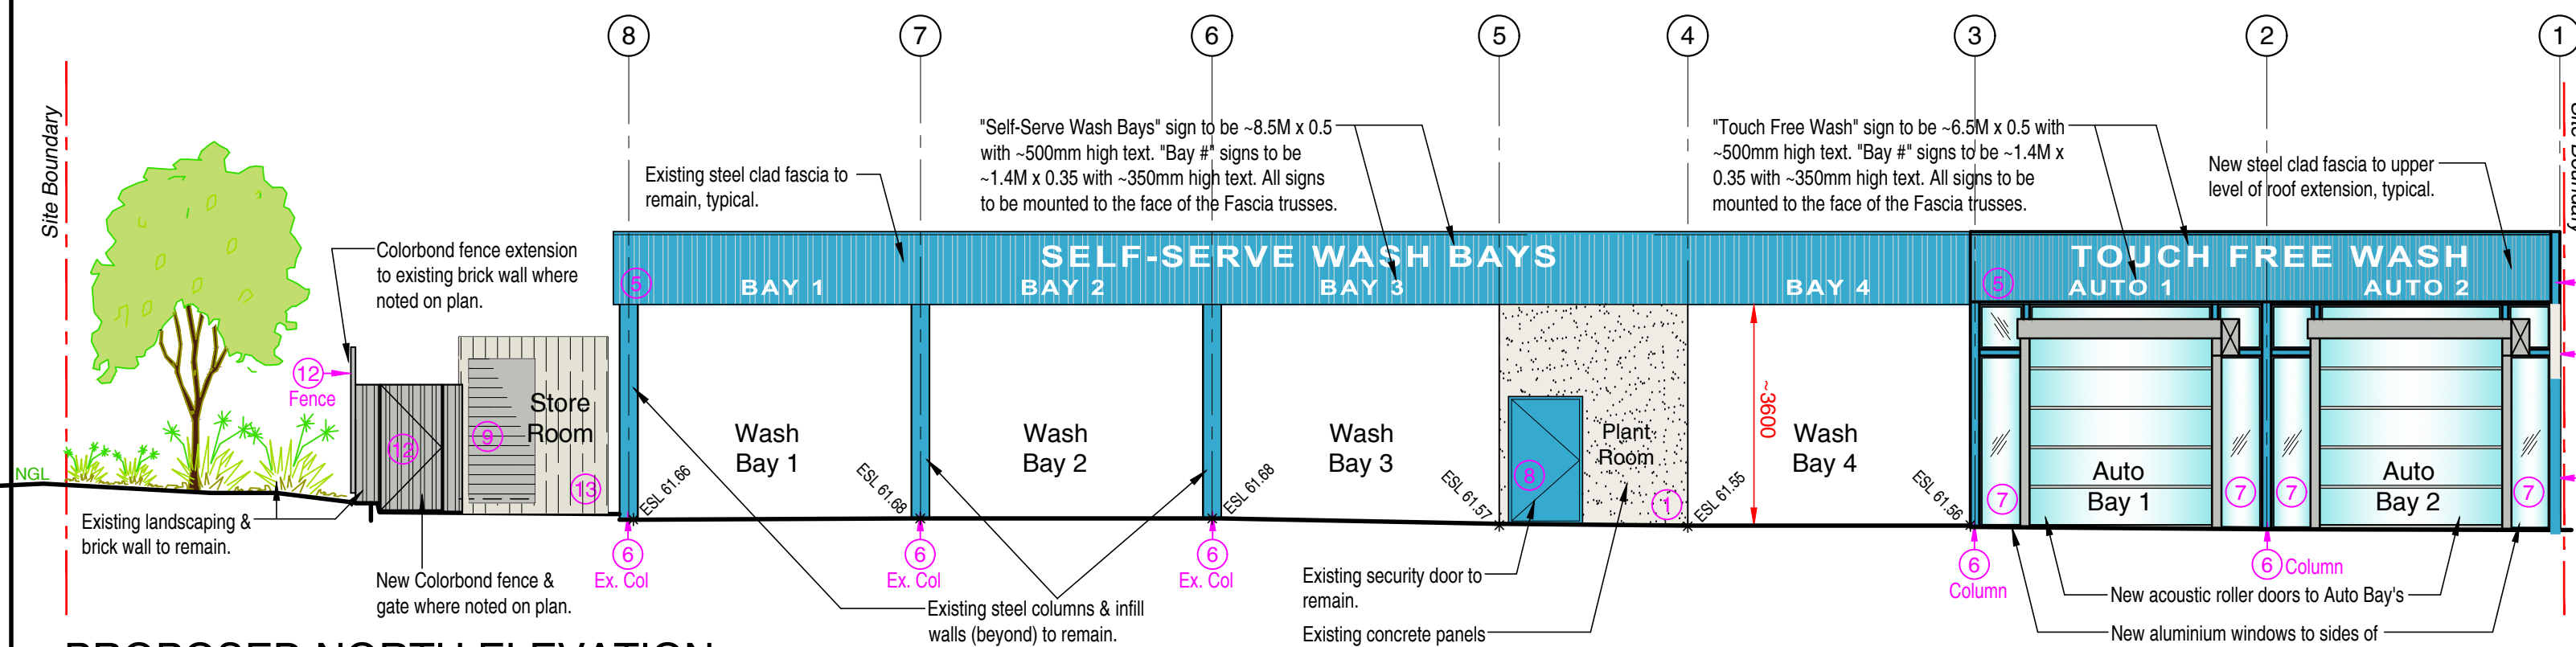 8
7
6
5
4
3
2
1
Site Boundary
"Self-Serve Wash Bays" sign to be ~8.5M x 0.5
with ~500mm high text. "Bay #" signs to be
~1.4M x 0.35 with ~350mm high text. All signs
to be mounted to the face of the Fascia trusses.
"Touch Free Wash" sign to be ~6.5M x 0.5 with
~500mm high text. "Bay #" signs to be ~1.4M x
0.35 with ~350mm high text. All signs to be
mounted to the face of the Fascia trusses.
New steel clad fascia to upper
level of roof extension, typical.
Existing steel clad fascia to
remain, typical.
Colorbond fence extension
to existing brick wall where
noted on plan.
SELF-SERVE WASH BAYS
TOUCH FREE WASH
5
BAY 1
BAY 2
BAY 3
BAY 4
5
AUTO 1
AUTO 2
12
Fence
12
9
Store
Room
13
Wash
Bay 1
Wash
Bay 2
Wash
Bay 3
Plant
Room
8
1
~3600
Wash
Bay 4
Auto
Bay 1
Auto
Bay 2
7
7
7
7
NGL
ESL 61.66
ESL 61.68
ESL 61.68
ESL 61.57
ESL 61.55
ESL 61.56
Existing landscaping &
brick wall to remain.
New Colorbond fence &
gate where noted on plan.
6
Ex. Col
6
Ex. Col
6
Ex. Col
6
Column
6 Column
Existing steel columns & infill
walls (beyond) to remain.
Existing security door to
remain.
Existing concrete panels
New acoustic roller doors to Auto Bay's
New aluminium windows to sides of
PROPOSED NORTH ELEVATION